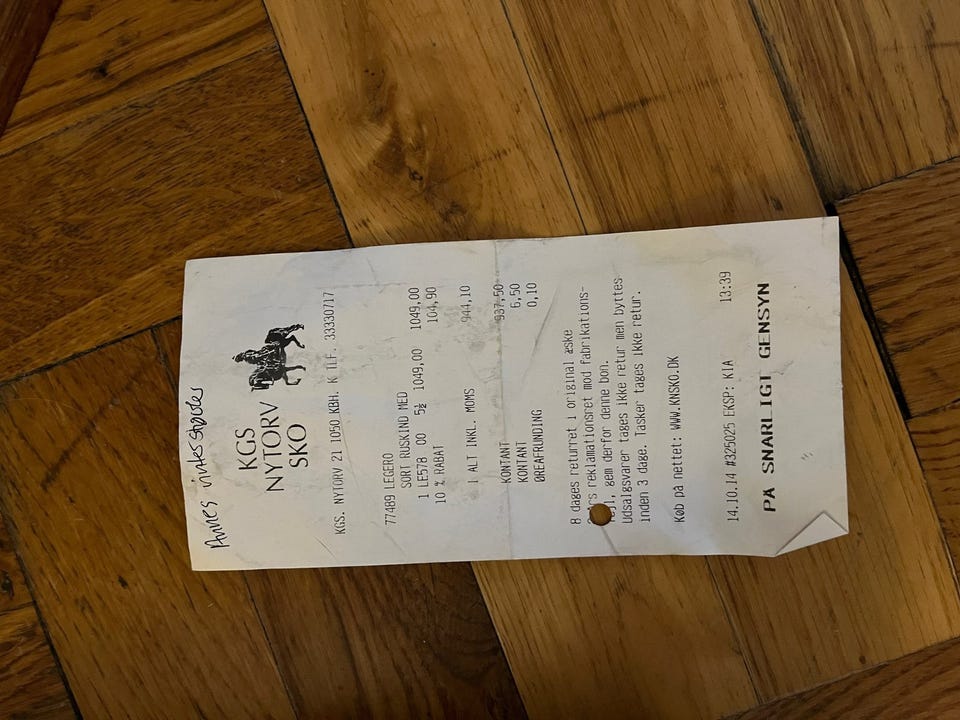 Annes vinterstøvler
KGS
NYTORV
SKO
KGS. NYTORV 21 1050 KBH. K TLF. 33330717
77489 LEGERO
SORT RUSKIND MED
1 LE578 00 5½ 1049,00 1049,00
10 % RABAT 104,90
I ALT INKL. MOMS 944,10
KONTANT 937,50
KONTANT 6,50
ØREAFRUNDING 0,10
8 dages returret i original æske
reklamationsret mod fabrikations-
gem derfor denne bon.
Udsalgsvarer tages ikke retur men byttes
inden 3 dage. Tasker tages ikke retur.
Køb på nettet: WWW.KNSKO.DK
14.10.14 #325025 EKSP: KIA 13:39
PÅ SNARLIGT GENSYN